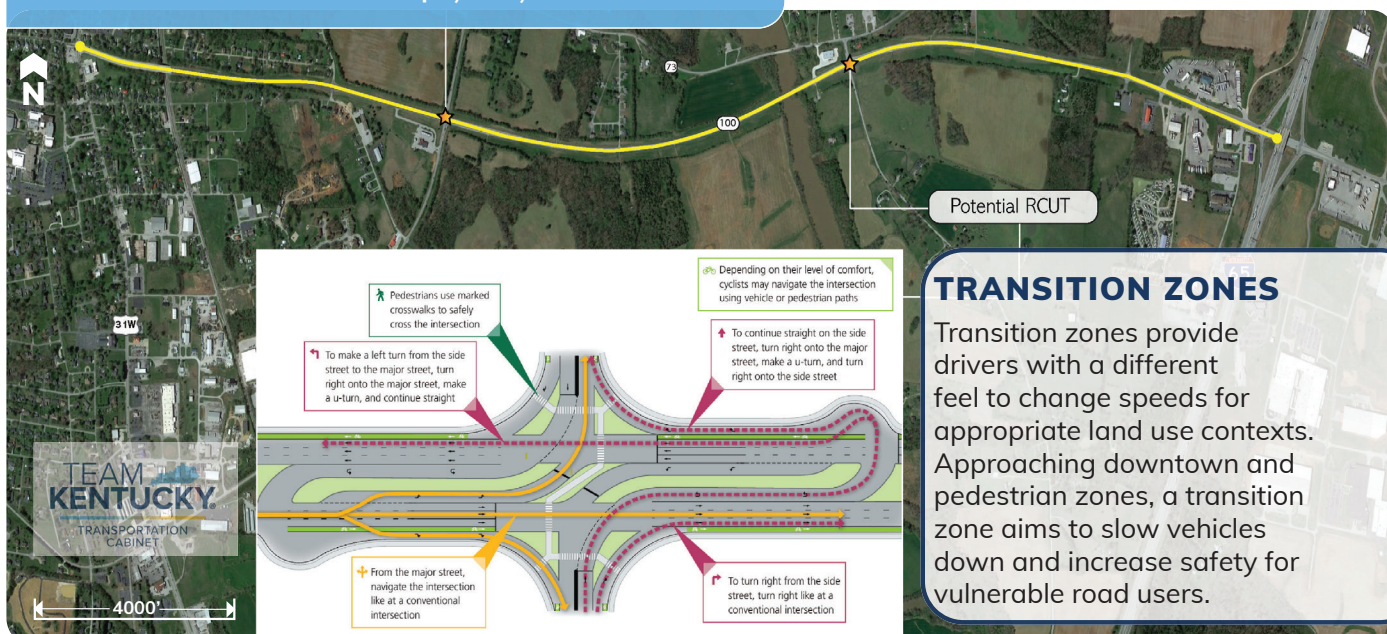 N
73
100
Potential RCUT
31W
65
TRANSITION ZONES
Transition zones provide
drivers with a different
feel to change speeds for
appropriate land use contexts.
Approaching downtown and
pedestrian zones, a transition
zone aims to slow vehicles
down and increase safety for
vulnerable road users.
Depending on their level of comfort,
cyclists may navigate the intersection
using vehicle or pedestrian paths
Pedestrians use marked
crosswalks to safely
cross the intersection
To make a left turn from the side
street to the major street, turn
right onto the major street, make
a u-turn, and continue straight
To continue straight on the side
street, turn right onto the major
street, make a u-turn, and turn
right onto the side street
From the major street,
navigate the intersection
like at a conventional
intersection
To turn right from the side
street, turn right like at a
conventional intersection
TEAM
KENTUCKY
TRANSPORTATION
CABINET
4000'